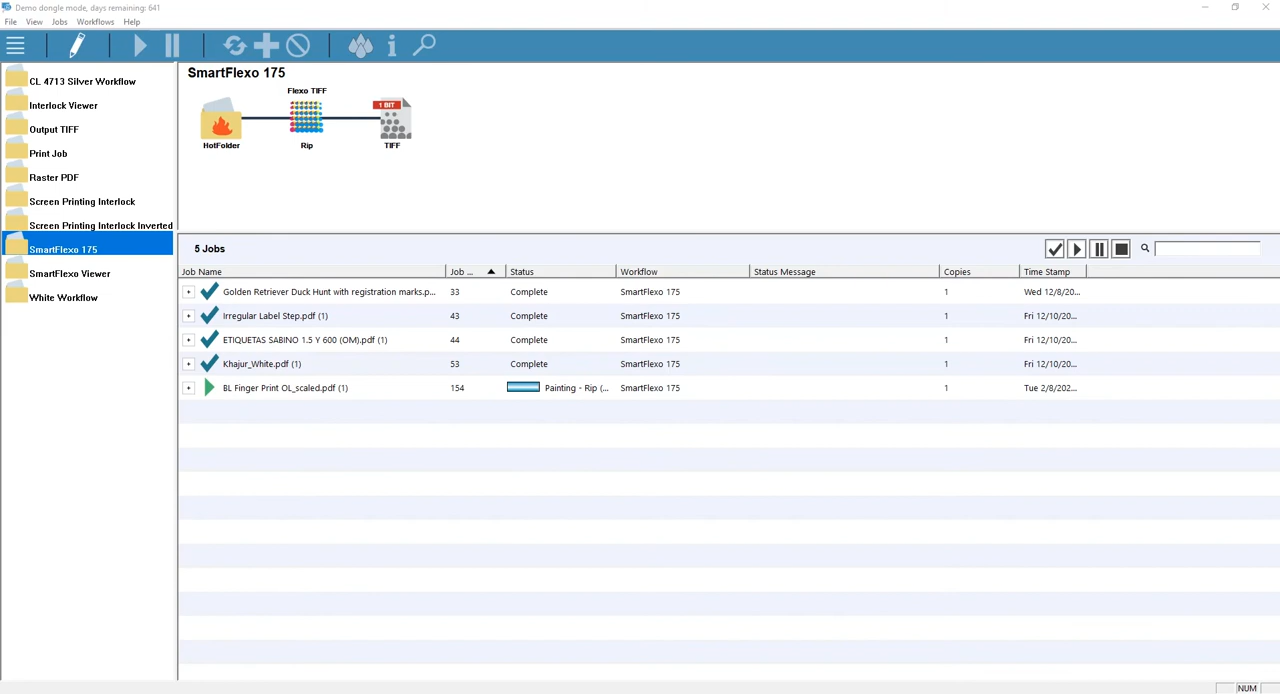 Demo dongle mode, days remaining: 641
File View Jobs Workflows Help
CL 4713 Silver Workflow
Interlock Viewer
Output TIFF
Print Job
Raster PDF
Screen Printing Interlock
Screen Printing Interlock Inverted
SmartFlexo 175
SmartFlexo Viewer
White Workflow
SmartFlexo 175
Flexo TIFF
1 BIT
HotFolder Rip TIFF
5 Jobs
Job Name Job ... Status Workflow Status Message Copies Time Stamp
Golden Retriever Duck Hunt with registration marks.p... 33 Complete SmartFlexo 175 1 Wed 12/8/20...
Irregular Label Step.pdf (1) 43 Complete SmartFlexo 175 1 Fri 12/10/20...
ETIQUETAS SABINO 1.5 Y 600 (OM).pdf (1) 44 Complete SmartFlexo 175 1 Fri 12/10/20...
Khajur_White.pdf (1) 53 Complete SmartFlexo 175 1 Fri 12/10/20...
BL Finger Print OL_scaled.pdf (1) 154 Painting - Rip (... SmartFlexo 175 1 Tue 2/8/202...
NUM